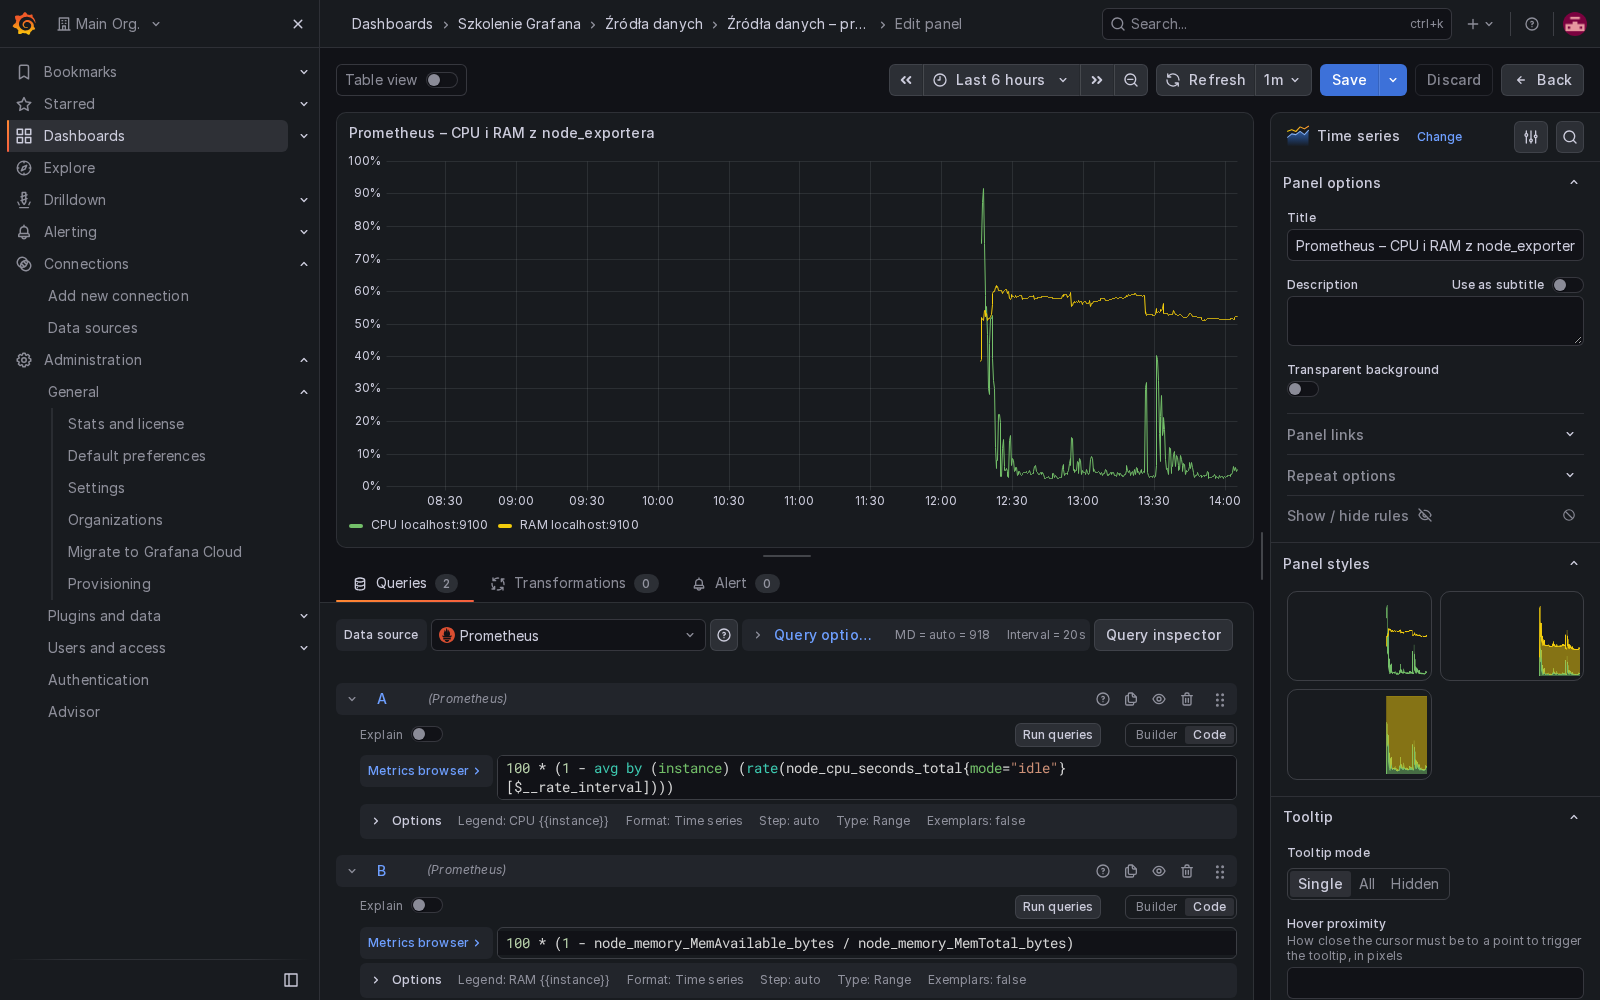 Main Org.
Dashboards
Szkolenie Grafana
Źródła danych
Źródła danych – pr...
Edit panel
Search...
ctrl+k
Bookmarks
Starred
Dashboards
Explore
Drilldown
Alerting
Connections
Add new connection
Data sources
Administration
General
Stats and license
Default preferences
Settings
Organizations
Migrate to Grafana Cloud
Provisioning
Plugins and data
Users and access
Authentication
Advisor
Table view
Last 6 hours
Refresh
1m
Save
Discard
Back
Prometheus – CPU i RAM z node_exportera
100%
90%
80%
70%
60%
50%
40%
30%
20%
10%
0%
08:30
09:00
09:30
10:00
10:30
11:00
11:30
12:00
12:30
13:00
13:30
14:00
CPU localhost:9100
RAM localhost:9100
Queries 2
Transformations 0
Alert 0
Data source
Prometheus
Query optio...
MD = auto = 918
Interval = 20s
Query inspector
A
(Prometheus)
Explain
Run queries
Builder
Code
Metrics browser
100 * (1 - avg by (instance) (rate(node_cpu_seconds_total{mode="idle"}
[$__rate_interval])))
Options
Legend: CPU {{instance}}
Format: Time series
Step: auto
Type: Range
Exemplars: false
B
(Prometheus)
Explain
Run queries
Builder
Code
Metrics browser
100 * (1 - node_memory_MemAvailable_bytes / node_memory_MemTotal_bytes)
Options
Legend: RAM {{instance}}
Format: Time series
Step: auto
Type: Range
Exemplars: false
Time series
Change
Panel options
Title
Prometheus – CPU i RAM z node_exporter
Description
Use as subtitle
Transparent background
Panel links
Repeat options
Show / hide rules
Panel styles
Tooltip
Tooltip mode
Single
All
Hidden
Hover proximity
How close the cursor must be to a point to trigger
the tooltip, in pixels